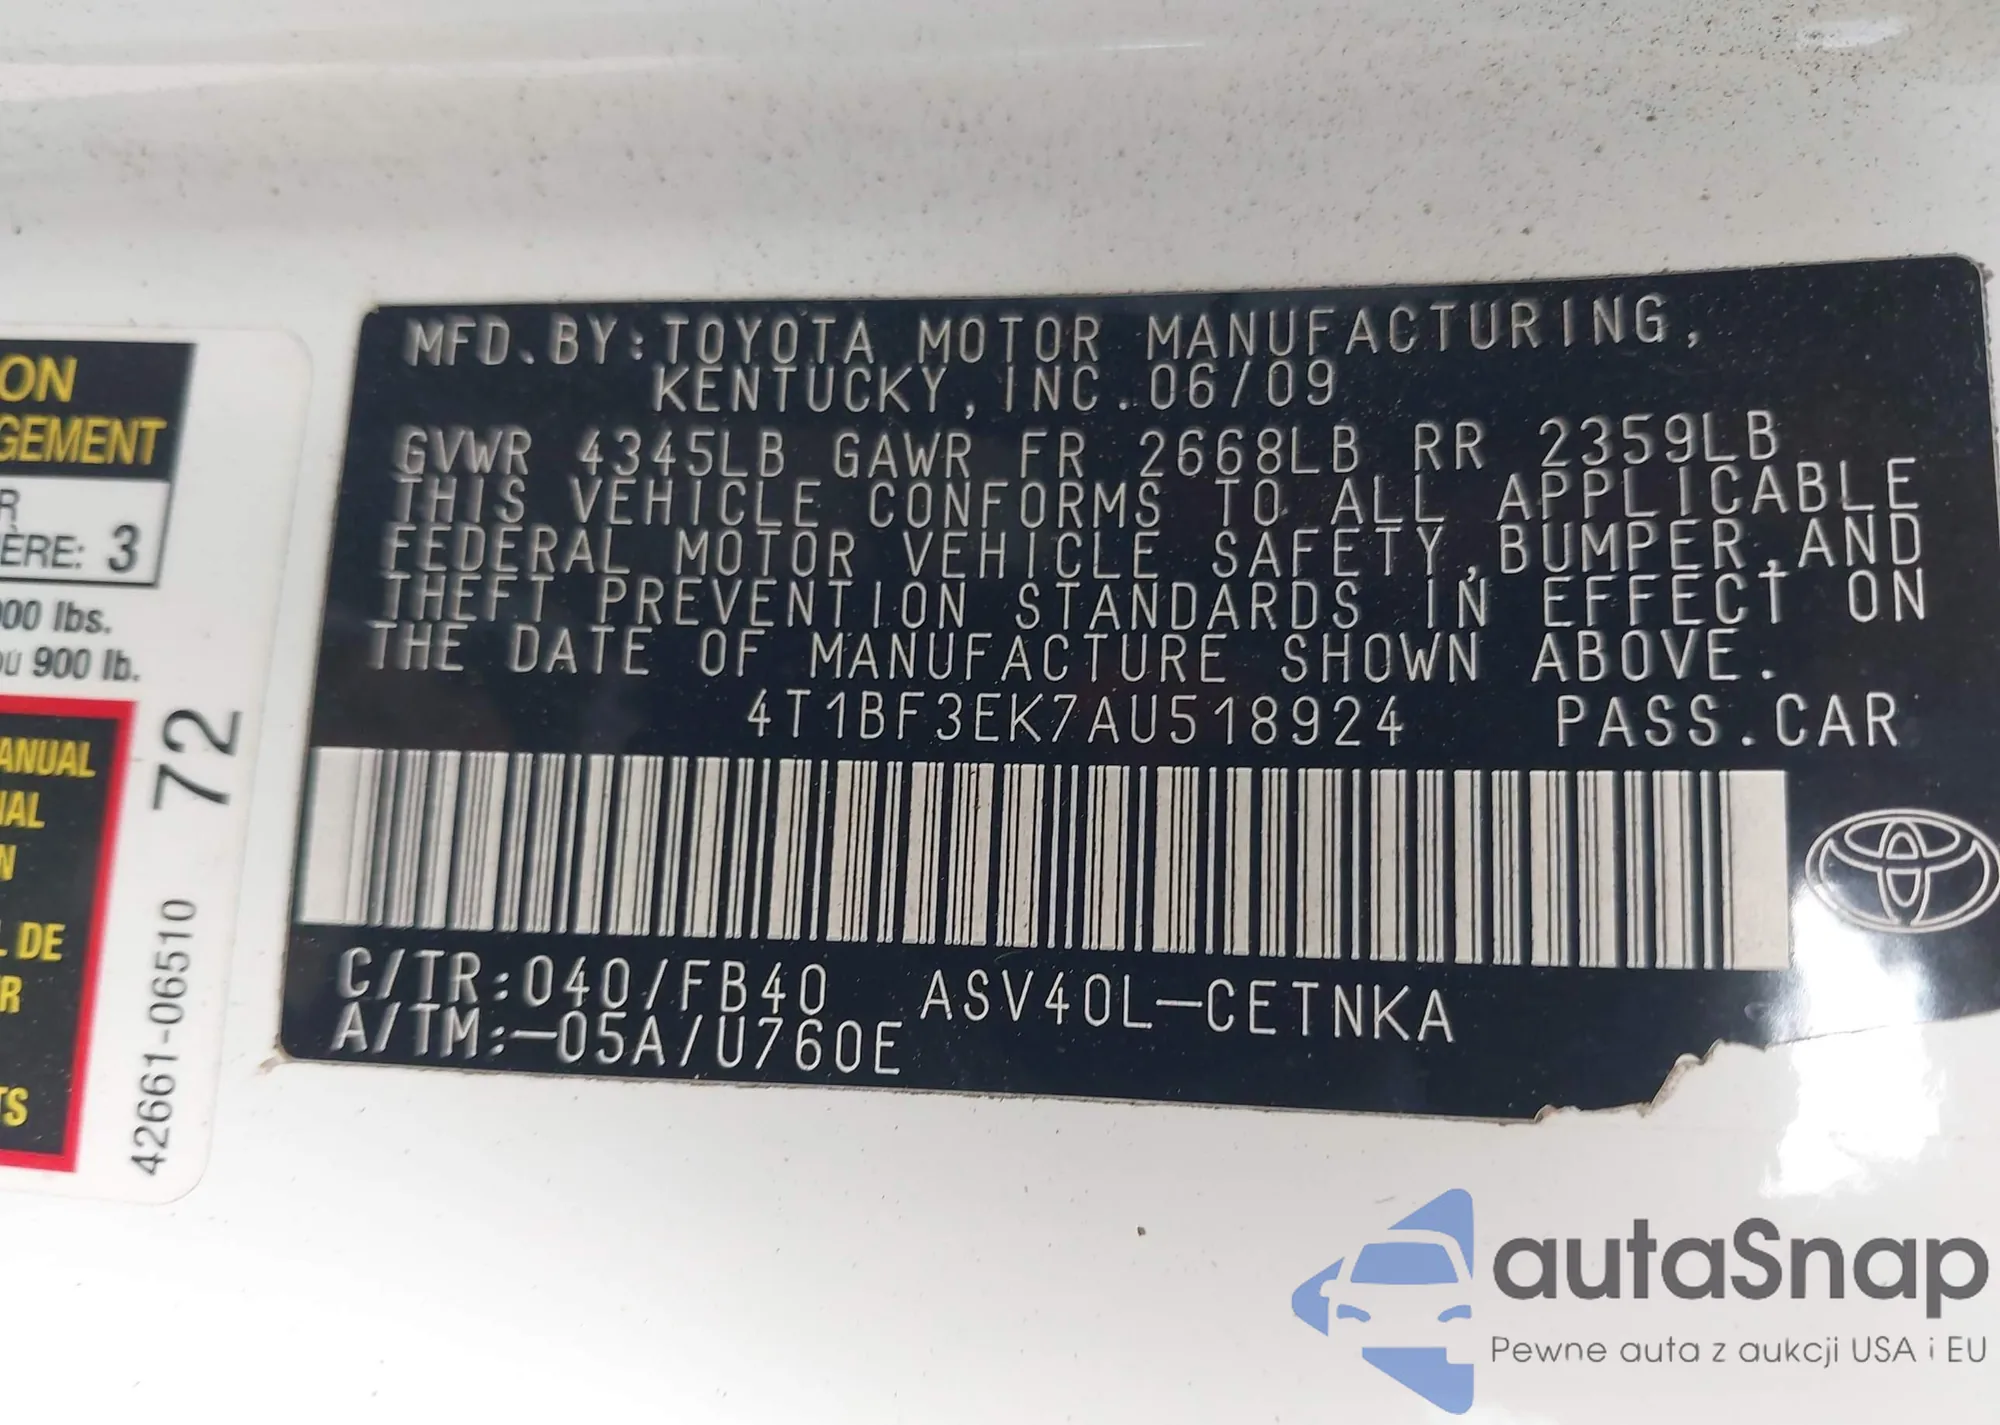 MFD.BY:TOYOTA MOTOR MANUFACTURING,
KENTUCKY,INC.06/09
GVWR 4345LB GAWR FR 2668LB RR 2359LB
THIS VEHICLE CONFORMS TO ALL APPLICABLE
FEDERAL MOTOR VEHICLE SAFETY,BUMPER,AND
THEFT PREVENTION STANDARDS IN EFFECT ON
THE DATE OF MANUFACTURE SHOWN ABOVE.
4T1BF3EK7AU518924 PASS.CAR
C/TR:040/FB40 ASV40L-CETNKA
A/TM:-05A/U760E
ON
GEMENT
R
ÈRE: 3
000 lbs.
ou 900 lb.
ANUAL
IAL
N
L DE
R
TS
42661-06510 72
autaSnap
Pewne auta z aukcji USA i EU